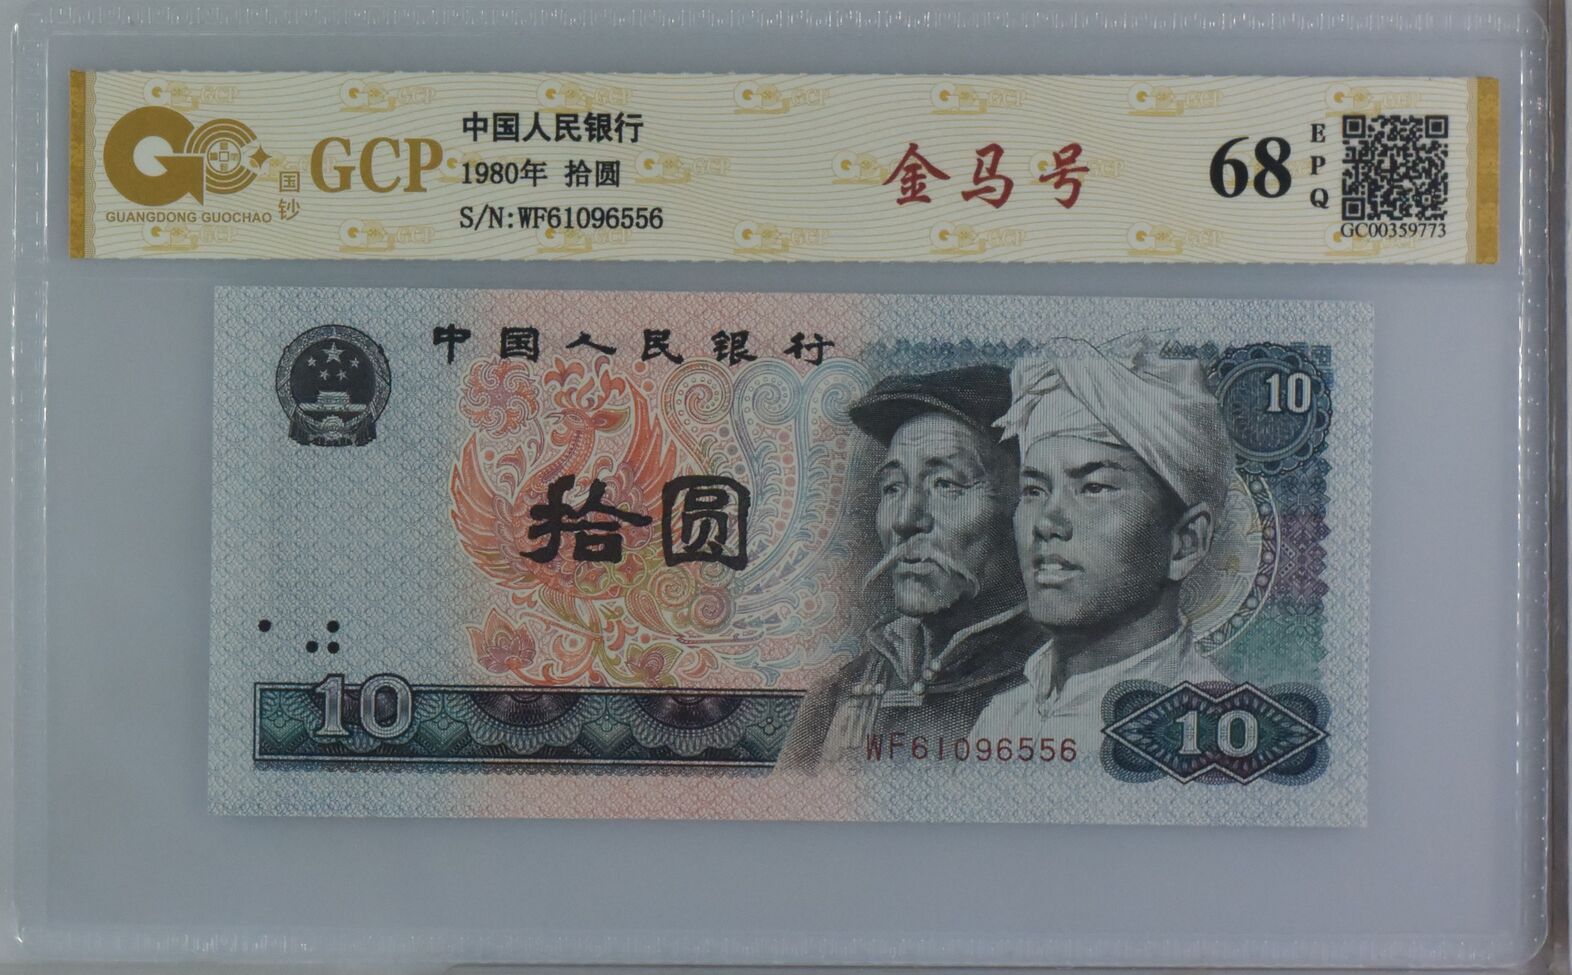 GCP
国钞
GUANGDONG GUOCHAO
中国人民银行
1980年 拾圆
S/N:WF61096556
金马号
68
EPQ
GC00359773
中国人民银行
10
拾圆
10
WF61096556
10